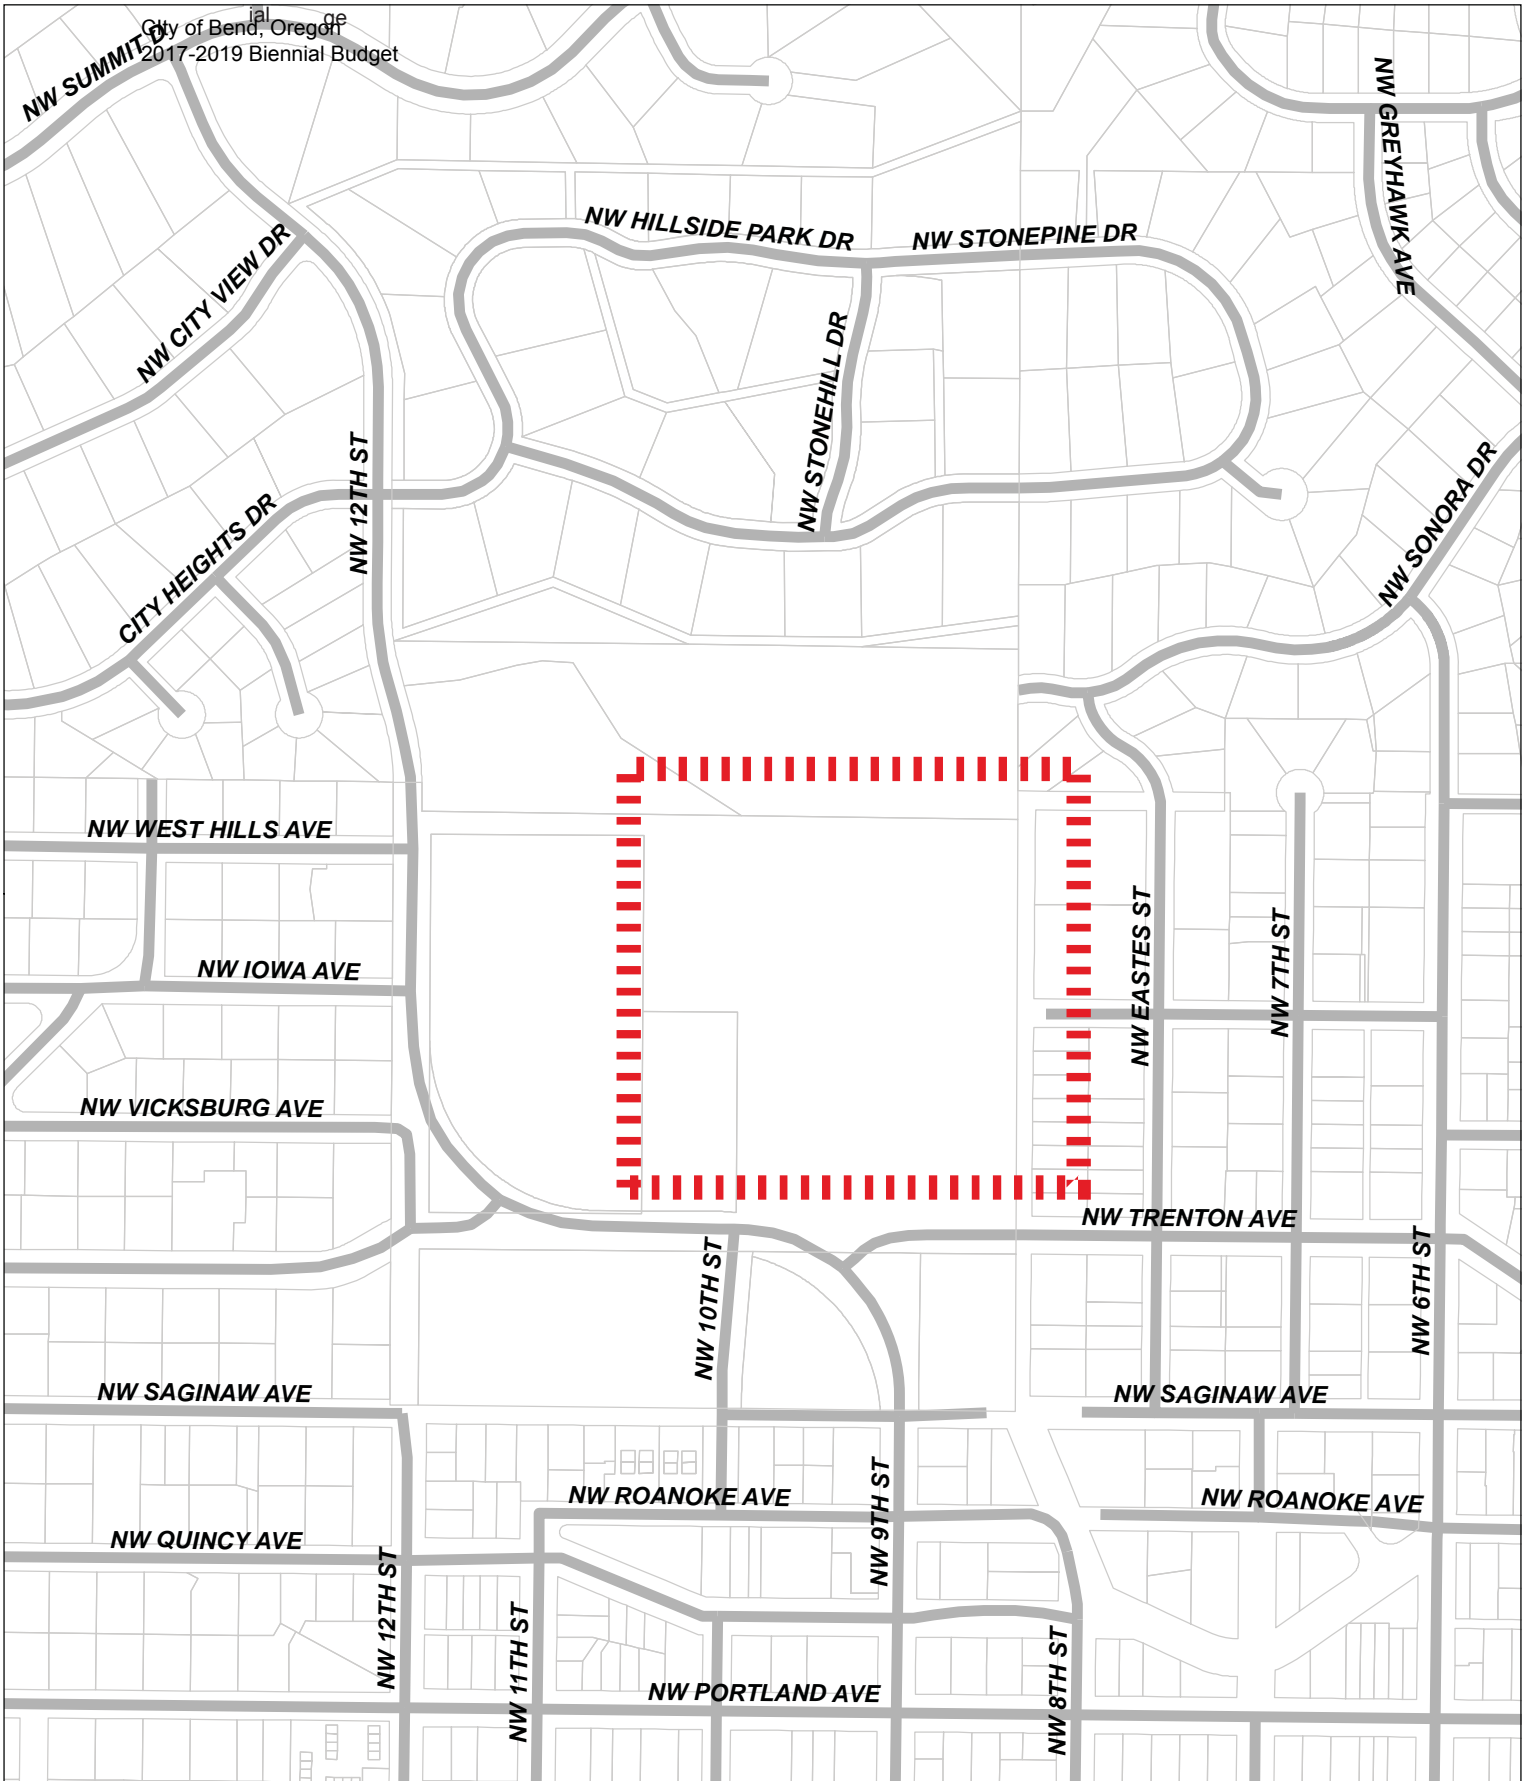 ial ge
City of Bend, Oregon
2017-2019 Biennial Budget
NW SUMMIT D
NW GREYHAWK AVE
NW HILLSIDE PARK DR
NW STONEPINE DR
NW CITY VIEW DR
NW STONEHILL DR
NW 12TH ST
NW SONORA DR
CITY HEIGHTS DR
NW WEST HILLS AVE
NW EASTES ST
NW 7TH ST
NW IOWA AVE
NW VICKSBURG AVE
NW TRENTON AVE
NW 10TH ST
NW 6TH ST
NW SAGINAW AVE
NW SAGINAW AVE
NW ROANOKE AVE
NW ROANOKE AVE
NW 9TH ST
NW QUINCY AVE
NW 12TH ST
NW 11TH ST
NW 8TH ST
NW PORTLAND AVE